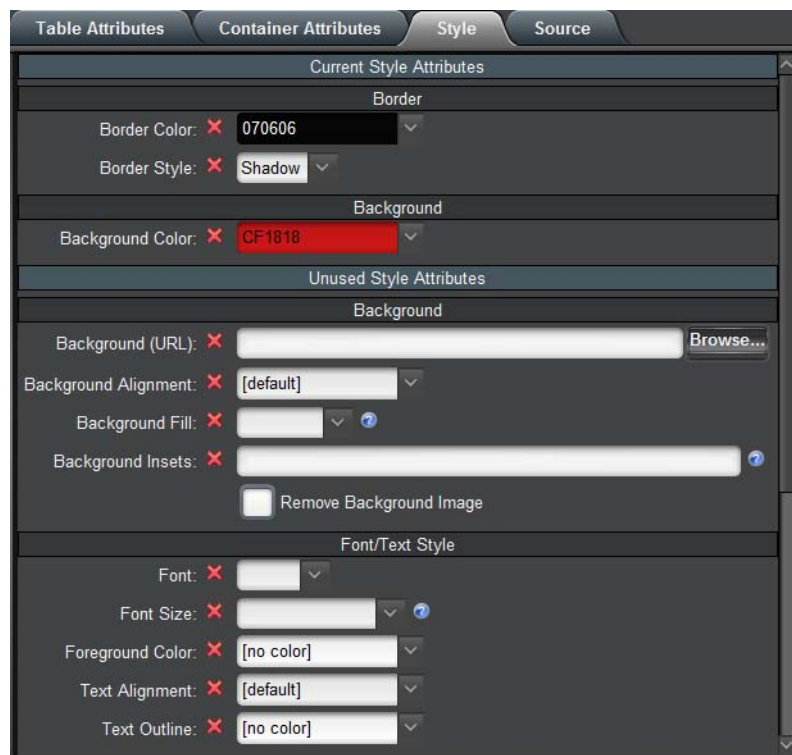 Table Attributes Container Attributes Style Source
Current Style Attributes
Border
Border Color: 070606
Border Style: Shadow
Background
Background Color: CF1818
Unused Style Attributes
Background
Background (URL): Browse...
Background Alignment: [default]
Background Fill: ?
Background Insets: ?
Remove Background Image
Font/Text Style
Font:
Font Size: ?
Foreground Color: [no color]
Text Alignment: [default]
Text Outline: [no color]